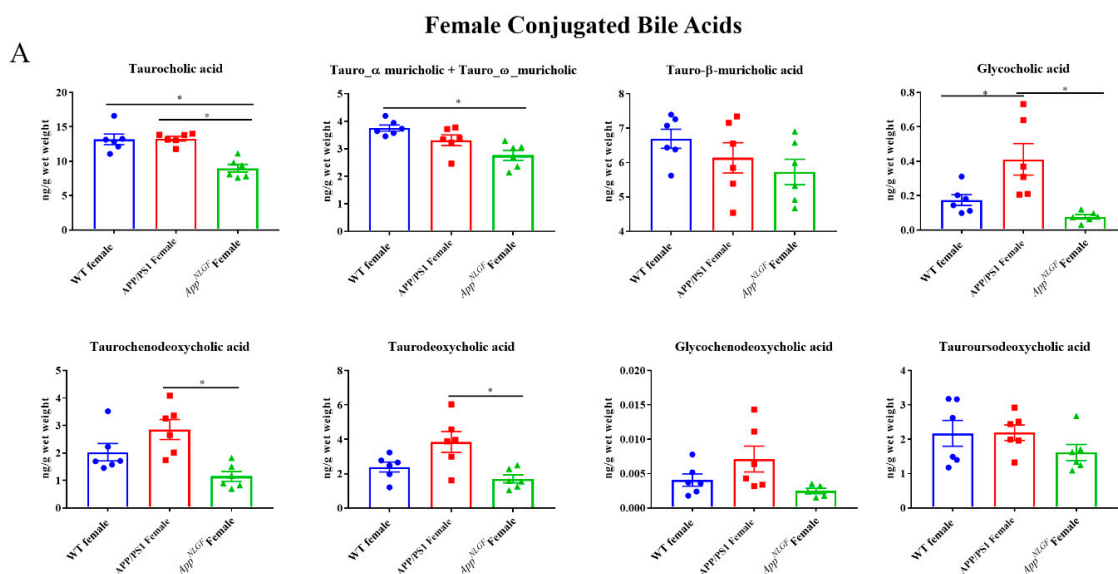 Female Conjugated Bile Acids
A
Taurocholic acid
ng/g wet weight
20
15
10
5
0
*
*
WT female
APP/PS1 Female
App^NLGF Female
Tauro_α muricholic + Tauro_ω_muricholic
ng/g wet weight
5
4
3
2
1
0
*
WT female
APP/PS1 Female
App^NLGF Female
Tauro-β-muricholic acid
ng/g wet weight
8
7
6
5
4
WT female
APP/PS1 Female
App^NLGF Female
Glycocholic acid
ng/g wet weight
0.8
0.6
0.4
0.2
0.0
*
*
WT female
APP/PS1 Female
App^NLGF Female
Taurochenodeoxycholic acid
ng/g wet weight
5
4
3
2
1
0
*
WT female
APP/PS1 Female
App^NLGF Female
Taurodeoxycholic acid
ng/g wet weight
8
6
4
2
0
*
WT female
APP/PS1 Female
App^NLGF Female
Glycochenodeoxycholic acid
ng/g wet weight
0.020
0.015
0.010
0.005
0.000
WT female
APP/PS1 Female
App^NLGF Female
Tauroursodeoxycholic acid
ng/g wet weight
4
3
2
1
0
WT female
APP/PS1 Female
App^NLGF Female